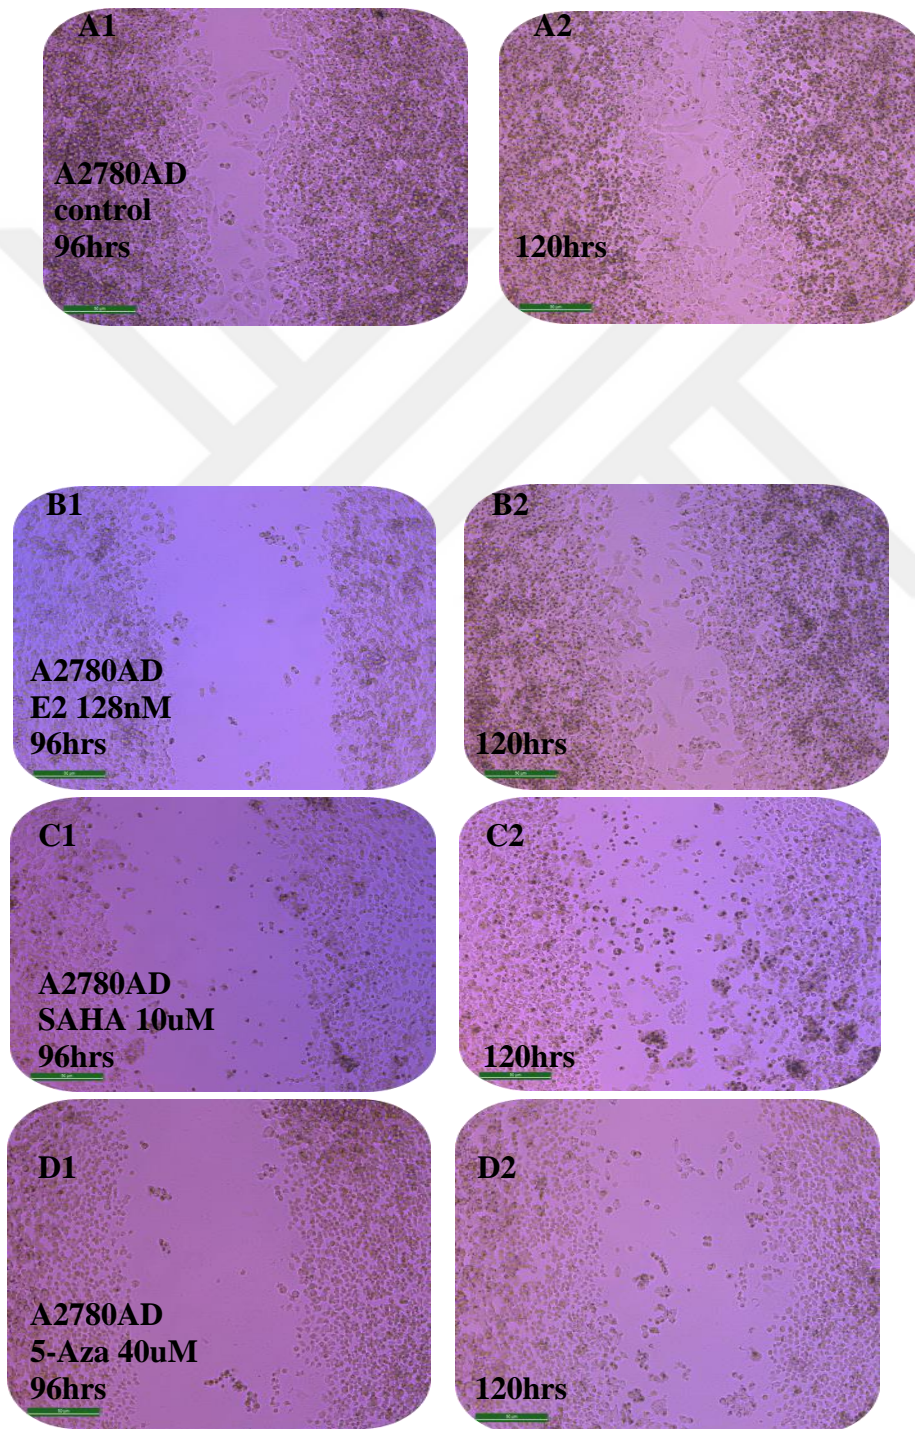 A1
A2
A2780AD
control
96hrs
120hrs
B1
B2
A2780AD
E2 128nM
96hrs
120hrs
C1
C2
A2780AD
SAHA 10uM
96hrs
120hrs
D1
D2
A2780AD
5-Aza 40uM
96hrs
120hrs